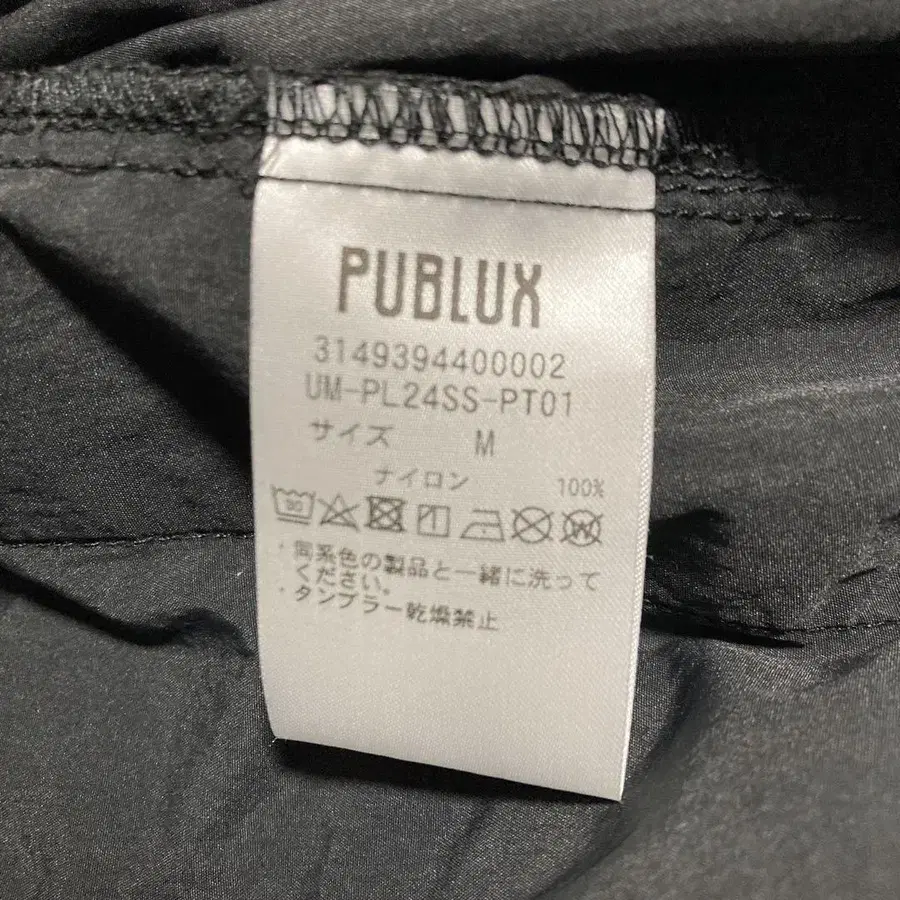 PUBLUX
3149394400002
UM-PL24SS-PT01
サイズ M
ナイロン 100%
・同系色の製品と一緒に洗って
ください。
・タンブラー乾燥禁止